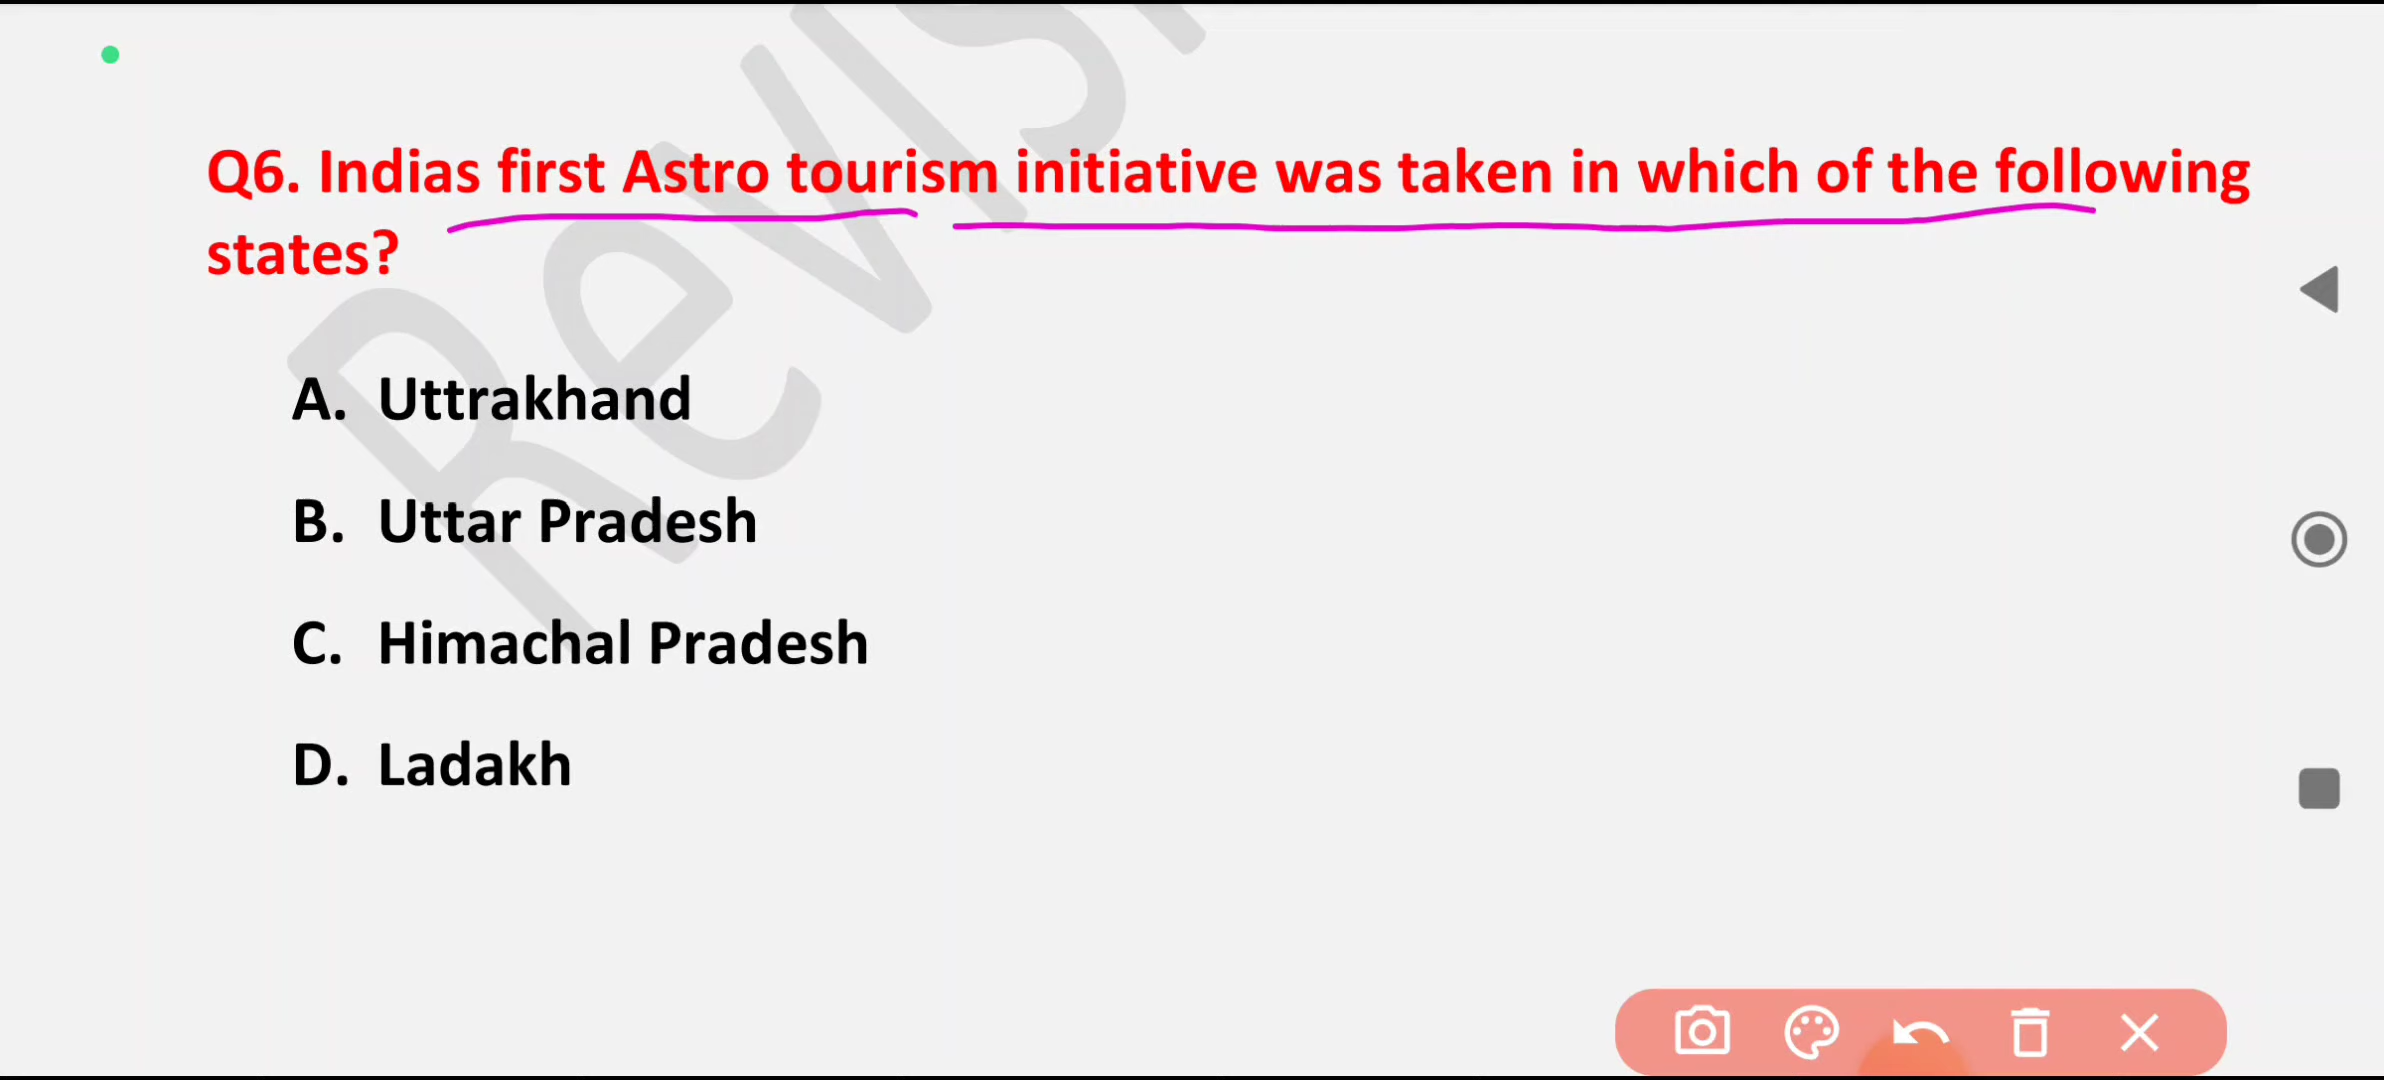 Q6. Indias first Astro tourism initiative was taken in which of the following
states?
A. Uttrakhand
B. Uttar Pradesh
C. Himachal Pradesh
D. Ladakh